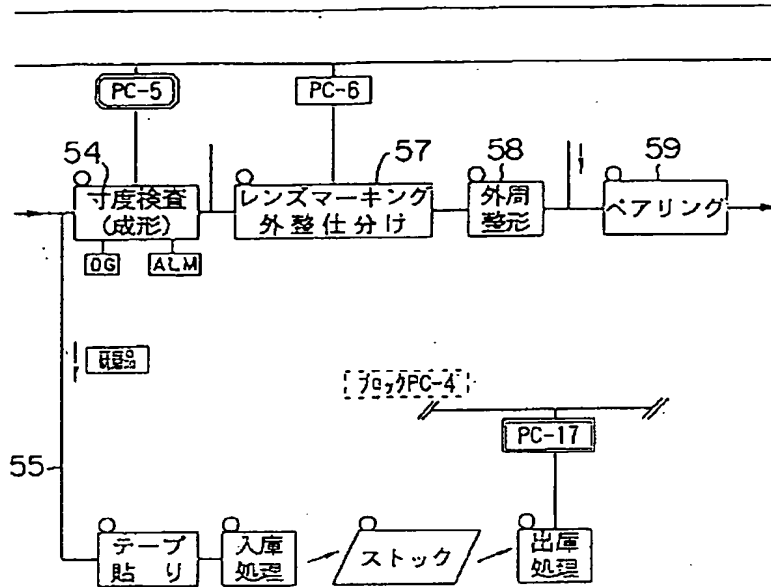 PC-5
PC-6
54
57
58
59
寸度検査
(成形)
レンズマーキング
外整仕分け
外周
整形
ペアリング
OG
ALM
ブロックPC-4
PC-17
55
テープ
貼り
入庫
処理
ストック
出庫
処理